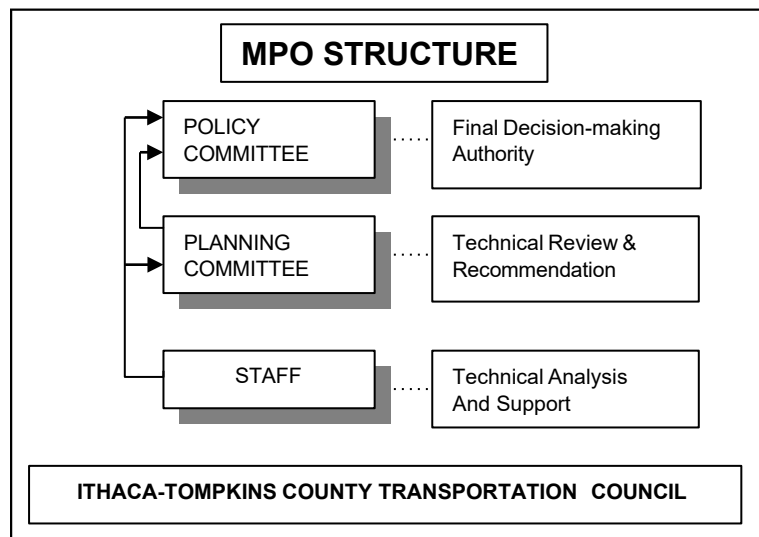 MPO STRUCTURE
POLICY
COMMITTEE
Final Decision-making
Authority
PLANNING
COMMITTEE
Technical Review &
Recommendation
STAFF
Technical Analysis
And Support
ITHACA-TOMPKINS COUNTY TRANSPORTATION COUNCIL